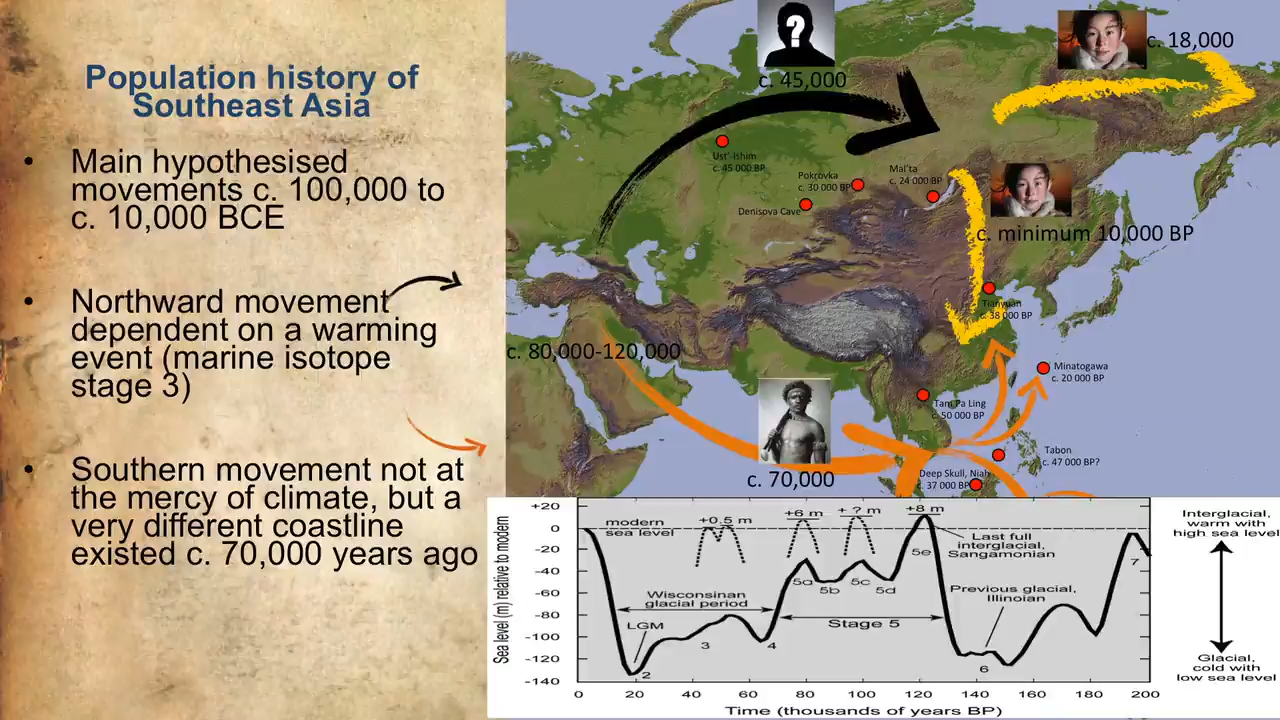 Population history of
Southeast Asia
• Main hypothesised
movements c. 100,000 to
c. 10,000 BCE
• Northward movement
dependent on a warming
event (marine isotope
stage 3)
• Southern movement not at
the mercy of climate, but a
very different coastline
existed c. 70,000 years ago
?
c. 45,000
c. 18,000
Ust'-Ishim
c. 45 000 BP
Pokrovka
c. 30 000 BP
Mal'ta
c. 24 000 BP
Denisova Cave
c. minimum 10,000 BP
Tianyuan
c. 38 000 BP
c. 80,000-120,000
Minatogawa
c. 20 000 BP
Tam Pa Ling
c. 50 000 BP
Tabon
c. 47 000 BP?
c. 70,000
Deep Skull, Niah
c. 37 000 BP
Sea level (m) relative to modern
+20
0
-20
-40
-60
-80
-100
-120
-140
modern
sea level
+0.5 m
+6 m
+ ? m
+8 m
Last full
interglacial,
Sangamonian
5e
5a
5b
5c
5d
7
Wisconsinan
glacial period
Previous glacial,
Illinoian
LGM
Stage 5
2
3
4
6
0 20 40 60 80 100 120 140 160 180 200
Time (thousands of years BP)
Interglacial,
warm with
high sea level
Glacial,
cold with
low sea level